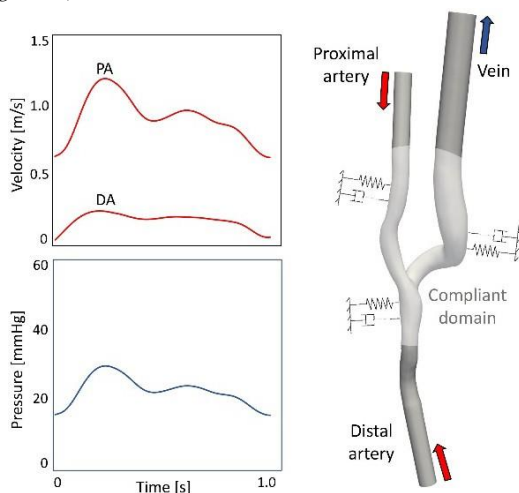 1.5
1.0
0.5
0
Velocity [m/s]
PA
DA
60
40
20
0
Pressure [mmHg]
0
1.0
Time [s]
Proximal
artery
Vein
Compliant
domain
Distal
artery